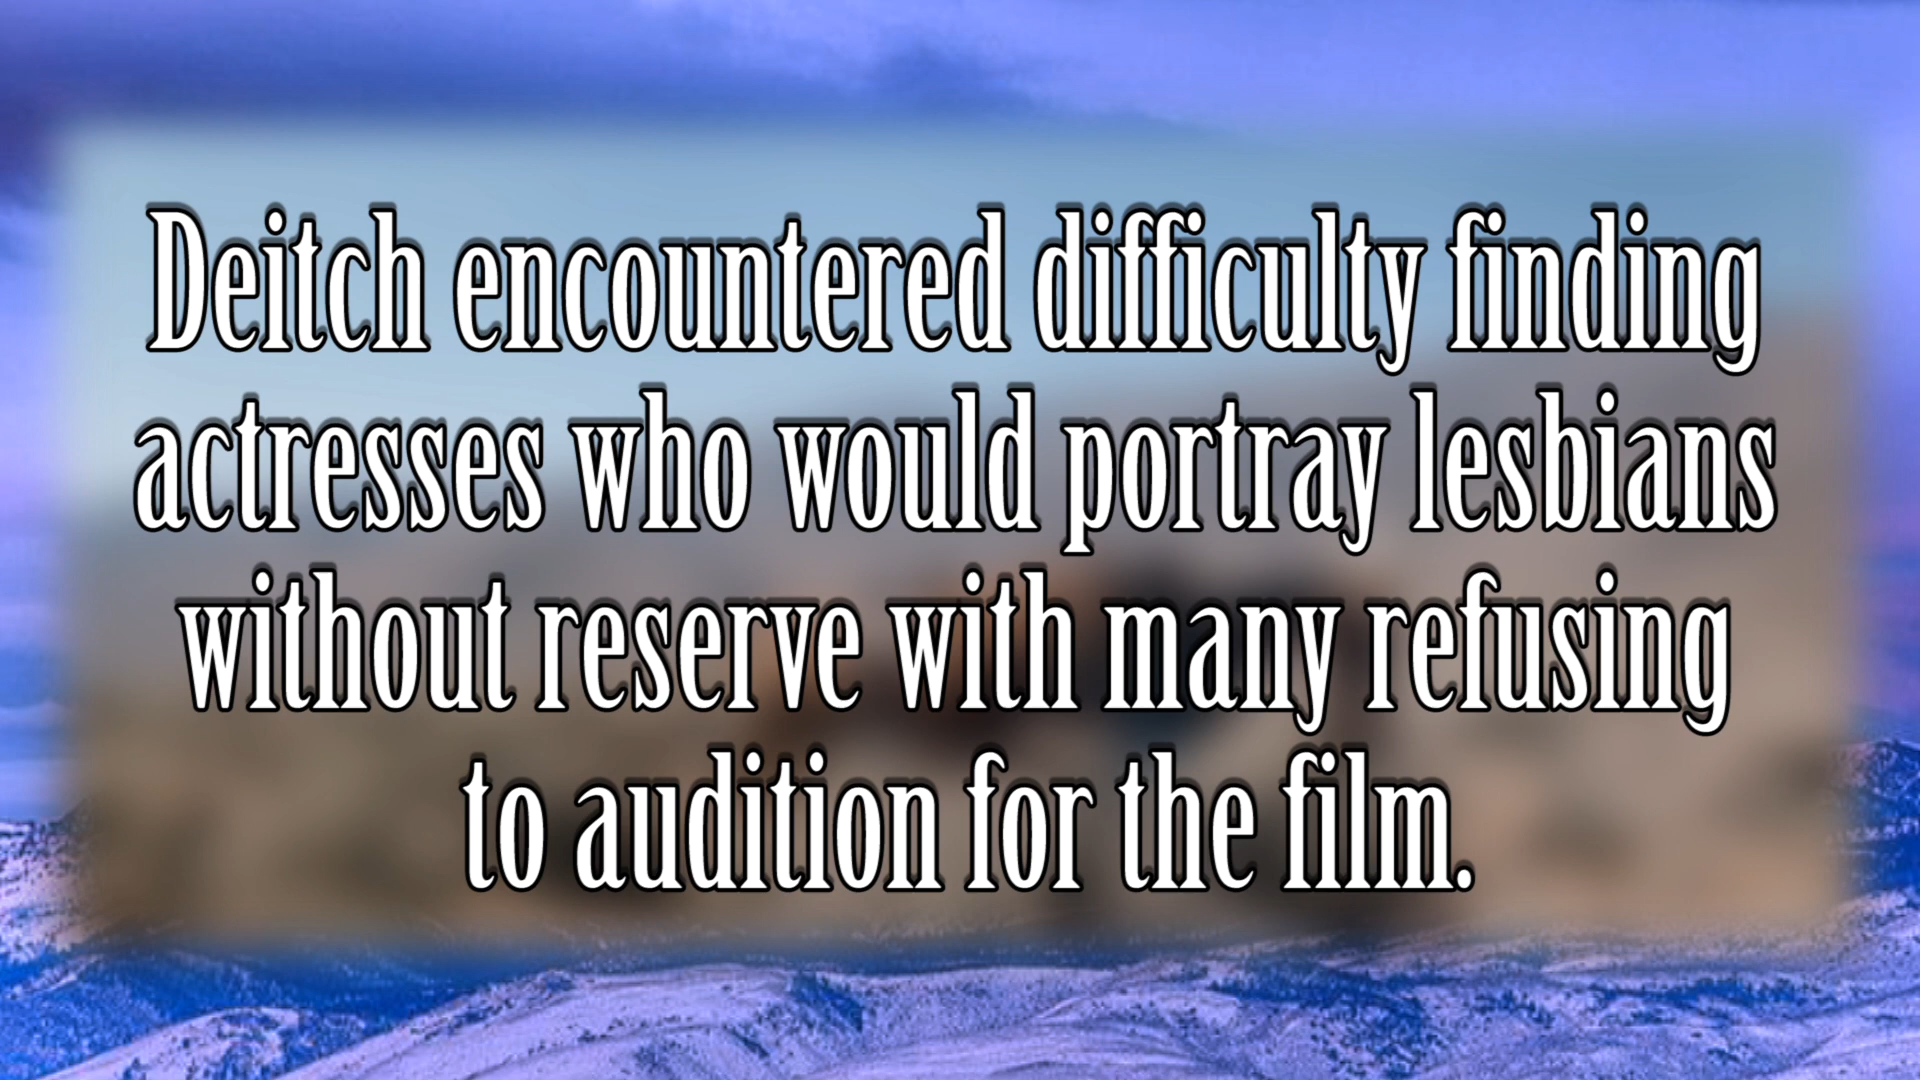 Deitch encountered difficulty finding
actresses who would portray lesbians
without reserve with many refusing
to audition for the film.